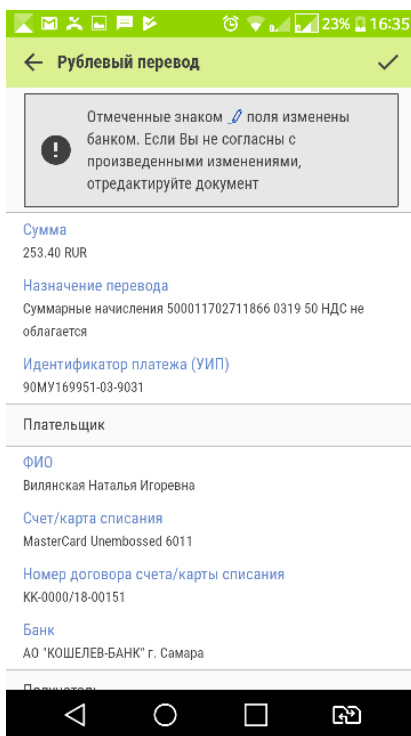 23% 16:35
Рублевый перевод
Отмеченные знаком поля изменены
банком. Если Вы не согласны с
произведенными изменениями,
отредактируйте документ
Сумма
253.40 RUR
Назначение перевода
Суммарные начисления 500011702711866 0319 50 НДС не
облагается
Идентификатор платежа (УИП)
90МУ169951-03-9031
Плательщик
ФИО
Вилянская Наталья Игоревна
Счет/карта списания
MasterCard Unembossed 6011
Номер договора счета/карты списания
КК-0000/18-00151
Банк
АО "КОШЕЛЕВ-БАНК" г. Самара